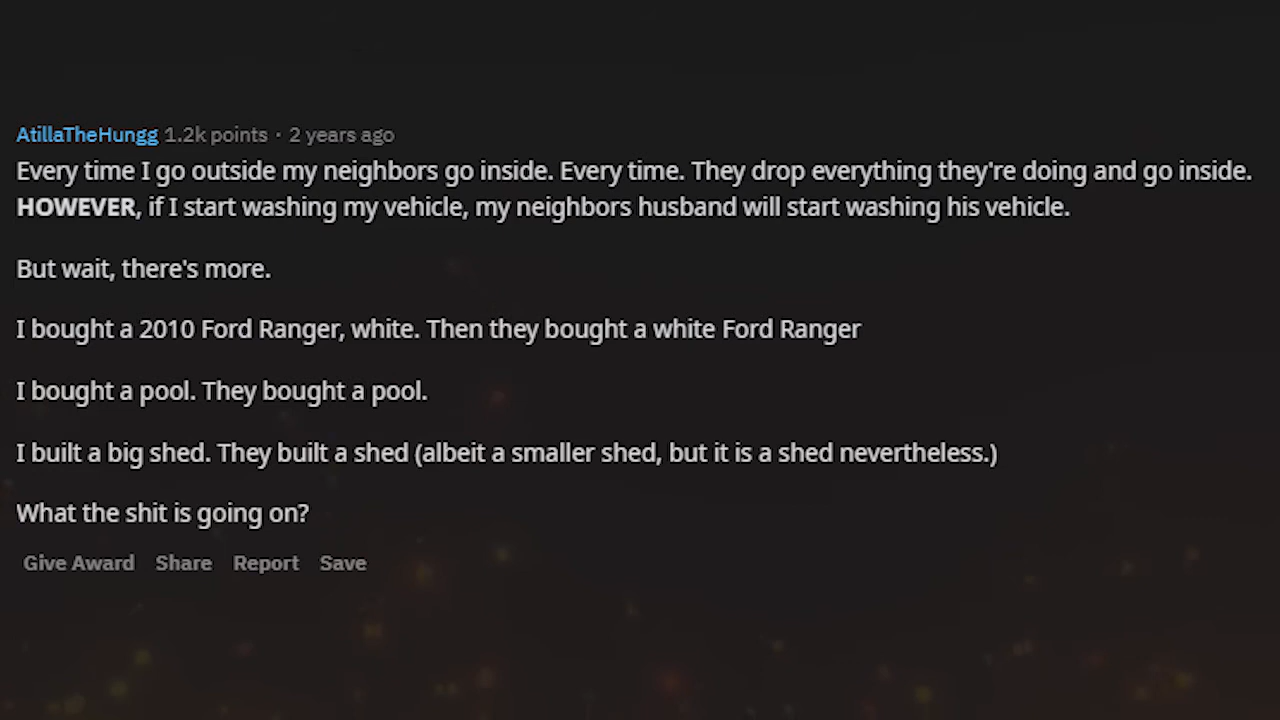 AtillaTheHungg 1.2k points · 2 years ago
Every time I go outside my neighbors go inside. Every time. They drop everything they're doing and go inside.
HOWEVER, if I start washing my vehicle, my neighbors husband will start washing his vehicle.
But wait, there's more.
I bought a 2010 Ford Ranger, white. Then they bought a white Ford Ranger
I bought a pool. They bought a pool.
I built a big shed. They built a shed (albeit a smaller shed, but it is a shed nevertheless.)
What the shit is going on?
Give Award Share Report Save